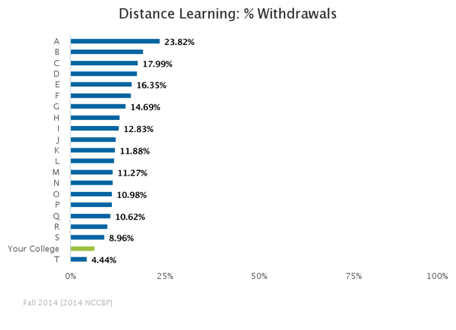 Distance Learning: % Withdrawals
A 23.82%
B
C 17.99%
D
E 16.35%
F
G 14.69%
H
I 12.83%
J
K 11.88%
L
M 11.27%
N
O 10.98%
P
Q 10.62%
R
S 8.96%
Your College
T 4.44%
0% 25% 50% 75% 100%
Fall 2014 [2014 NCCBP]